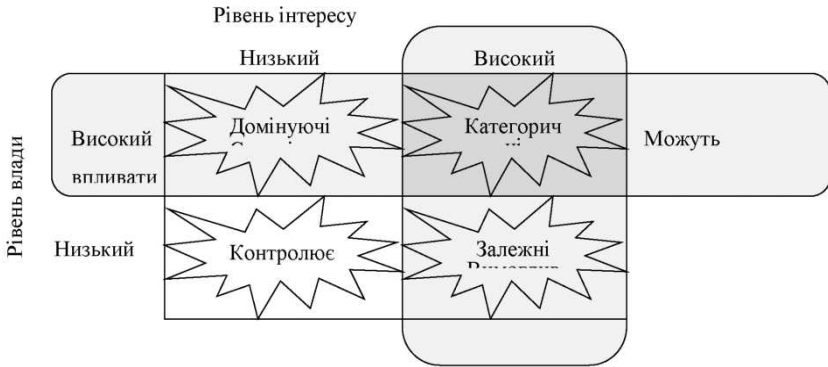 Рівень інтересу
Низький
Високий
Рівень влади
Високий
впливати
Домінуючі
Категорич
Можуть
Низький
Контролює
Залежні